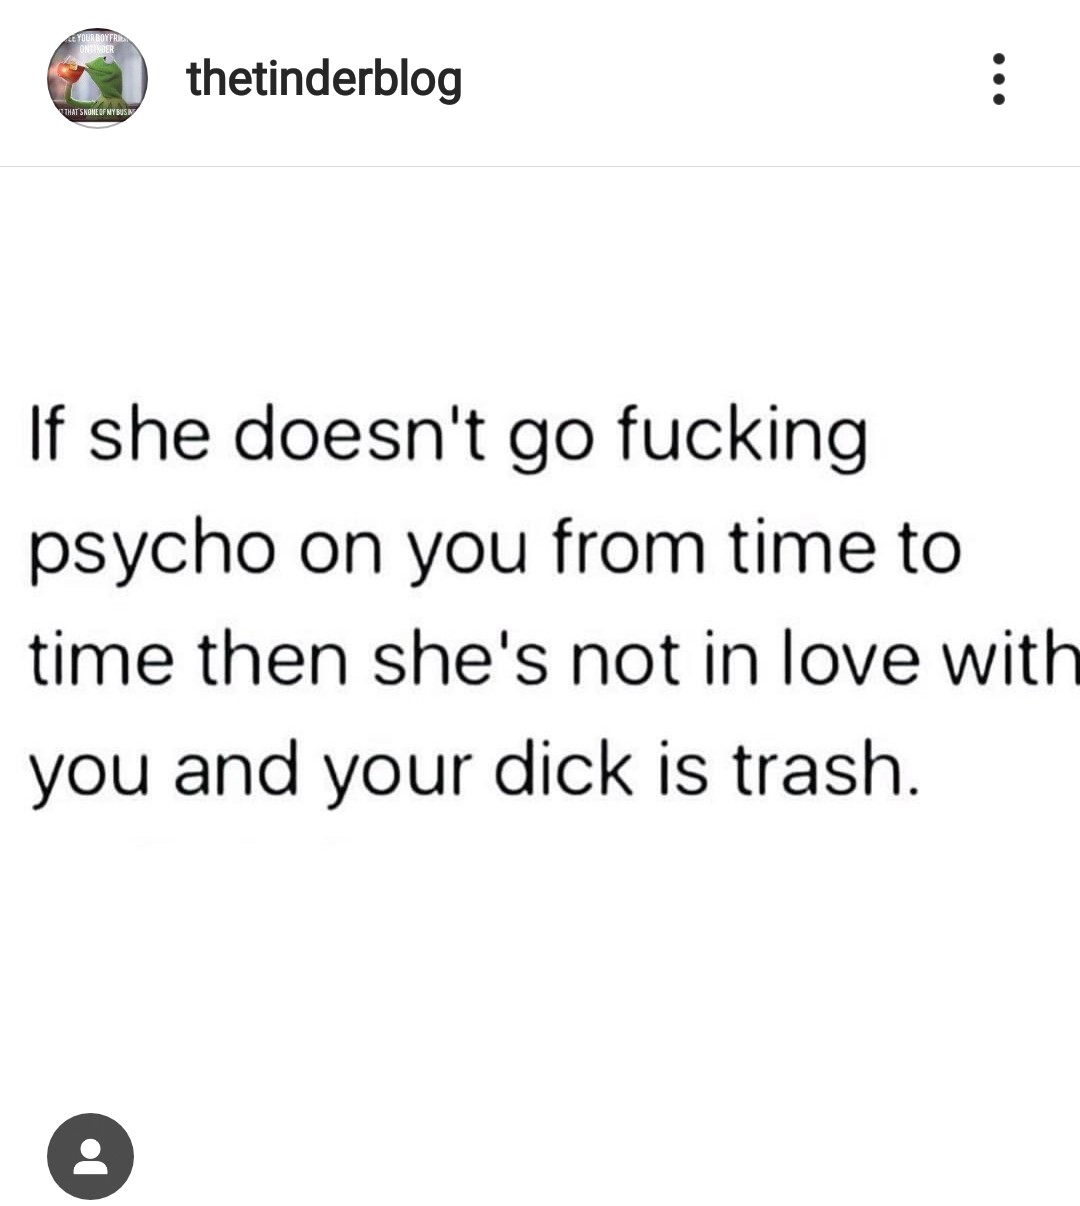 thetinderblog
If she doesn't go fucking
psycho on you from time to
time then she's not in love with
you and your dick is trash.